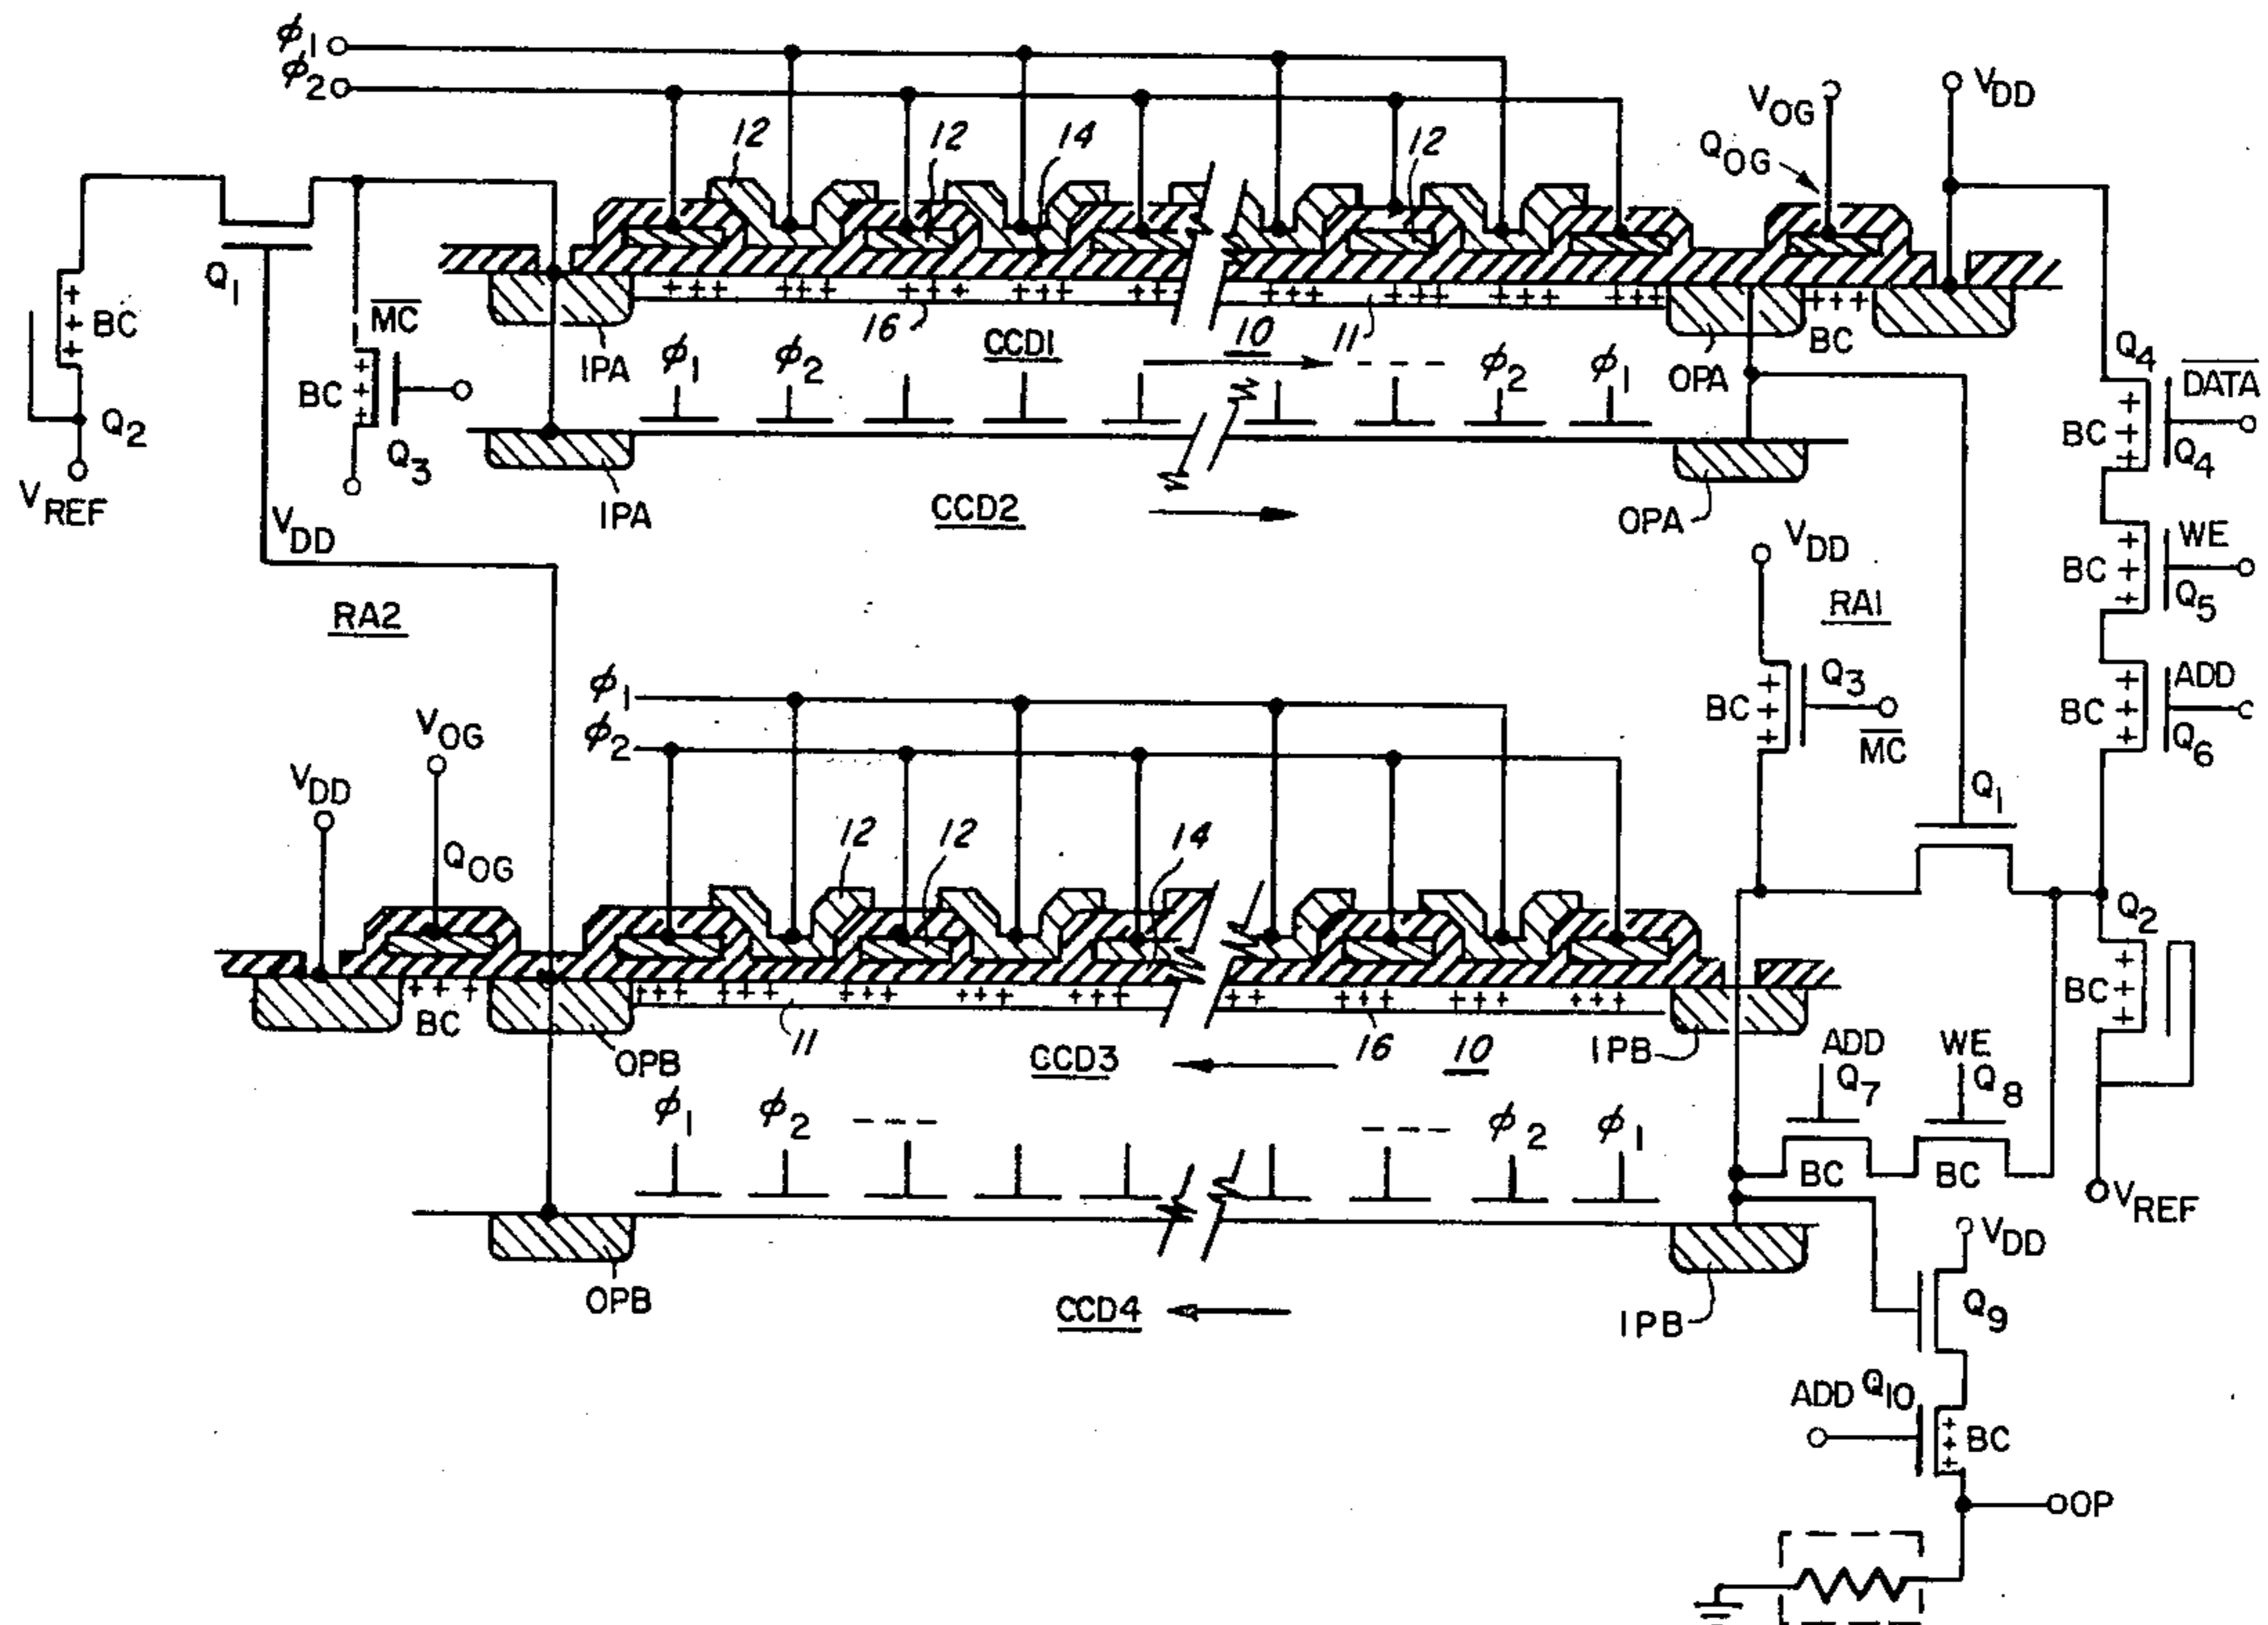 ϕ1
ϕ2
12
12
14
12
VOG
VDD
QOG
Q1
BC
MC
BC
Q2
Q3
VREF
VDD
IPA
16
CCD1
10
11
OPA
BC
ϕ1
ϕ2
- - - -
ϕ2
ϕ1
Q4
DATA
BC
Q4
IPA
CCD2
OPA
VDD
WE
BC
Q5
RA2
RA1
Q3
BC
MC
ADD
BC
Q6
ϕ1
ϕ2
VOG
VDD
QOG
12
12
14
Q1
Q2
BC
BC
OPB
11
CCD3
16
10
IPB
ADD
Q7
WE
Q8
BC
BC
VREF
ϕ1
ϕ2
- - -
- - -
ϕ2
ϕ1
OPB
CCD4
IPB
VDD
Q9
ADD
Q10
BC
OP